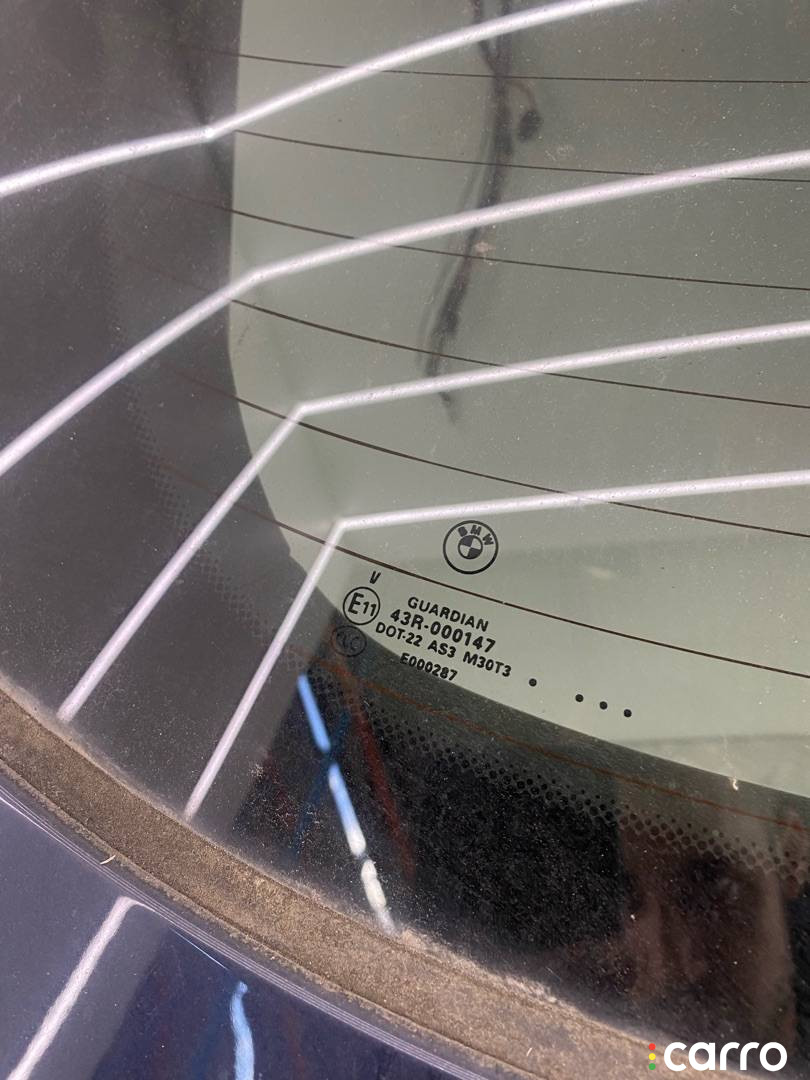 BMW
V
E11
GUARDIAN
43R-000147
DOT-22 AS3 M30T3
E000287
carro